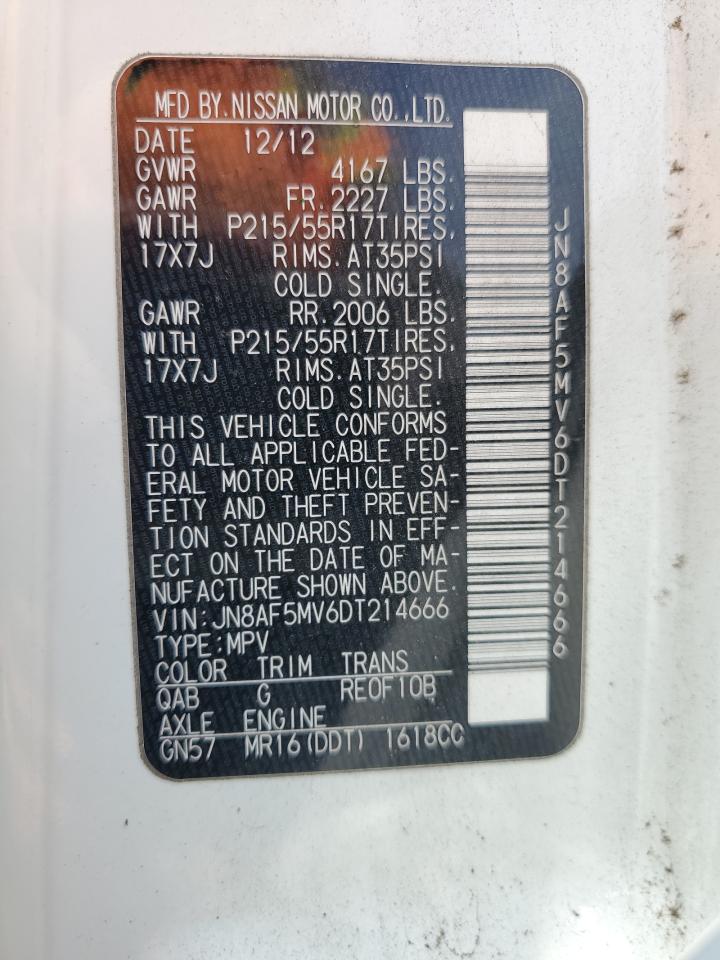 MFD BY. NISSAN MOTOR CO., LTD.
DATE 12/12
GVWR 4167 LBS.
GAWR FR. 2227 LBS.
WITH P215/55R17TIRES,
17X7J RIMS. AT35PSI
COLD SINGLE.
GAWR RR. 2006 LBS.
WITH P215/55R17TIRES,
17X7J RIMS. AT35PSI
COLD SINGLE.
THIS VEHICLE CONFORMS
TO ALL APPLICABLE FED-
ERAL MOTOR VEHICLE SA-
FETY AND THEFT PREVEN-
TION STANDARDS IN EFF-
ECT ON THE DATE OF MA-
NUFACTURE SHOWN ABOVE.
VIN:JN8AF5MV6DT214666
TYPE:MPV
COLOR TRIM TRANS
QAB G RE0F10B
AXLE ENGINE
GN57 MR16(DDT) 1618CC
JN8AF5MV6DT214666